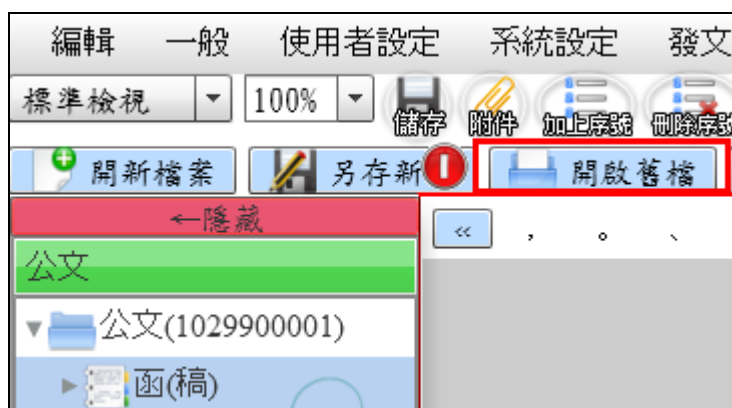 編輯 一般 使用者設定 系統設定 發文
標準檢視 100% 儲存 附件 加上序號 刪除序號
開新檔案 另存新 1 開啟舊檔
←隱藏 « , 。 、
公文
公文(1029900001)
函(稿)